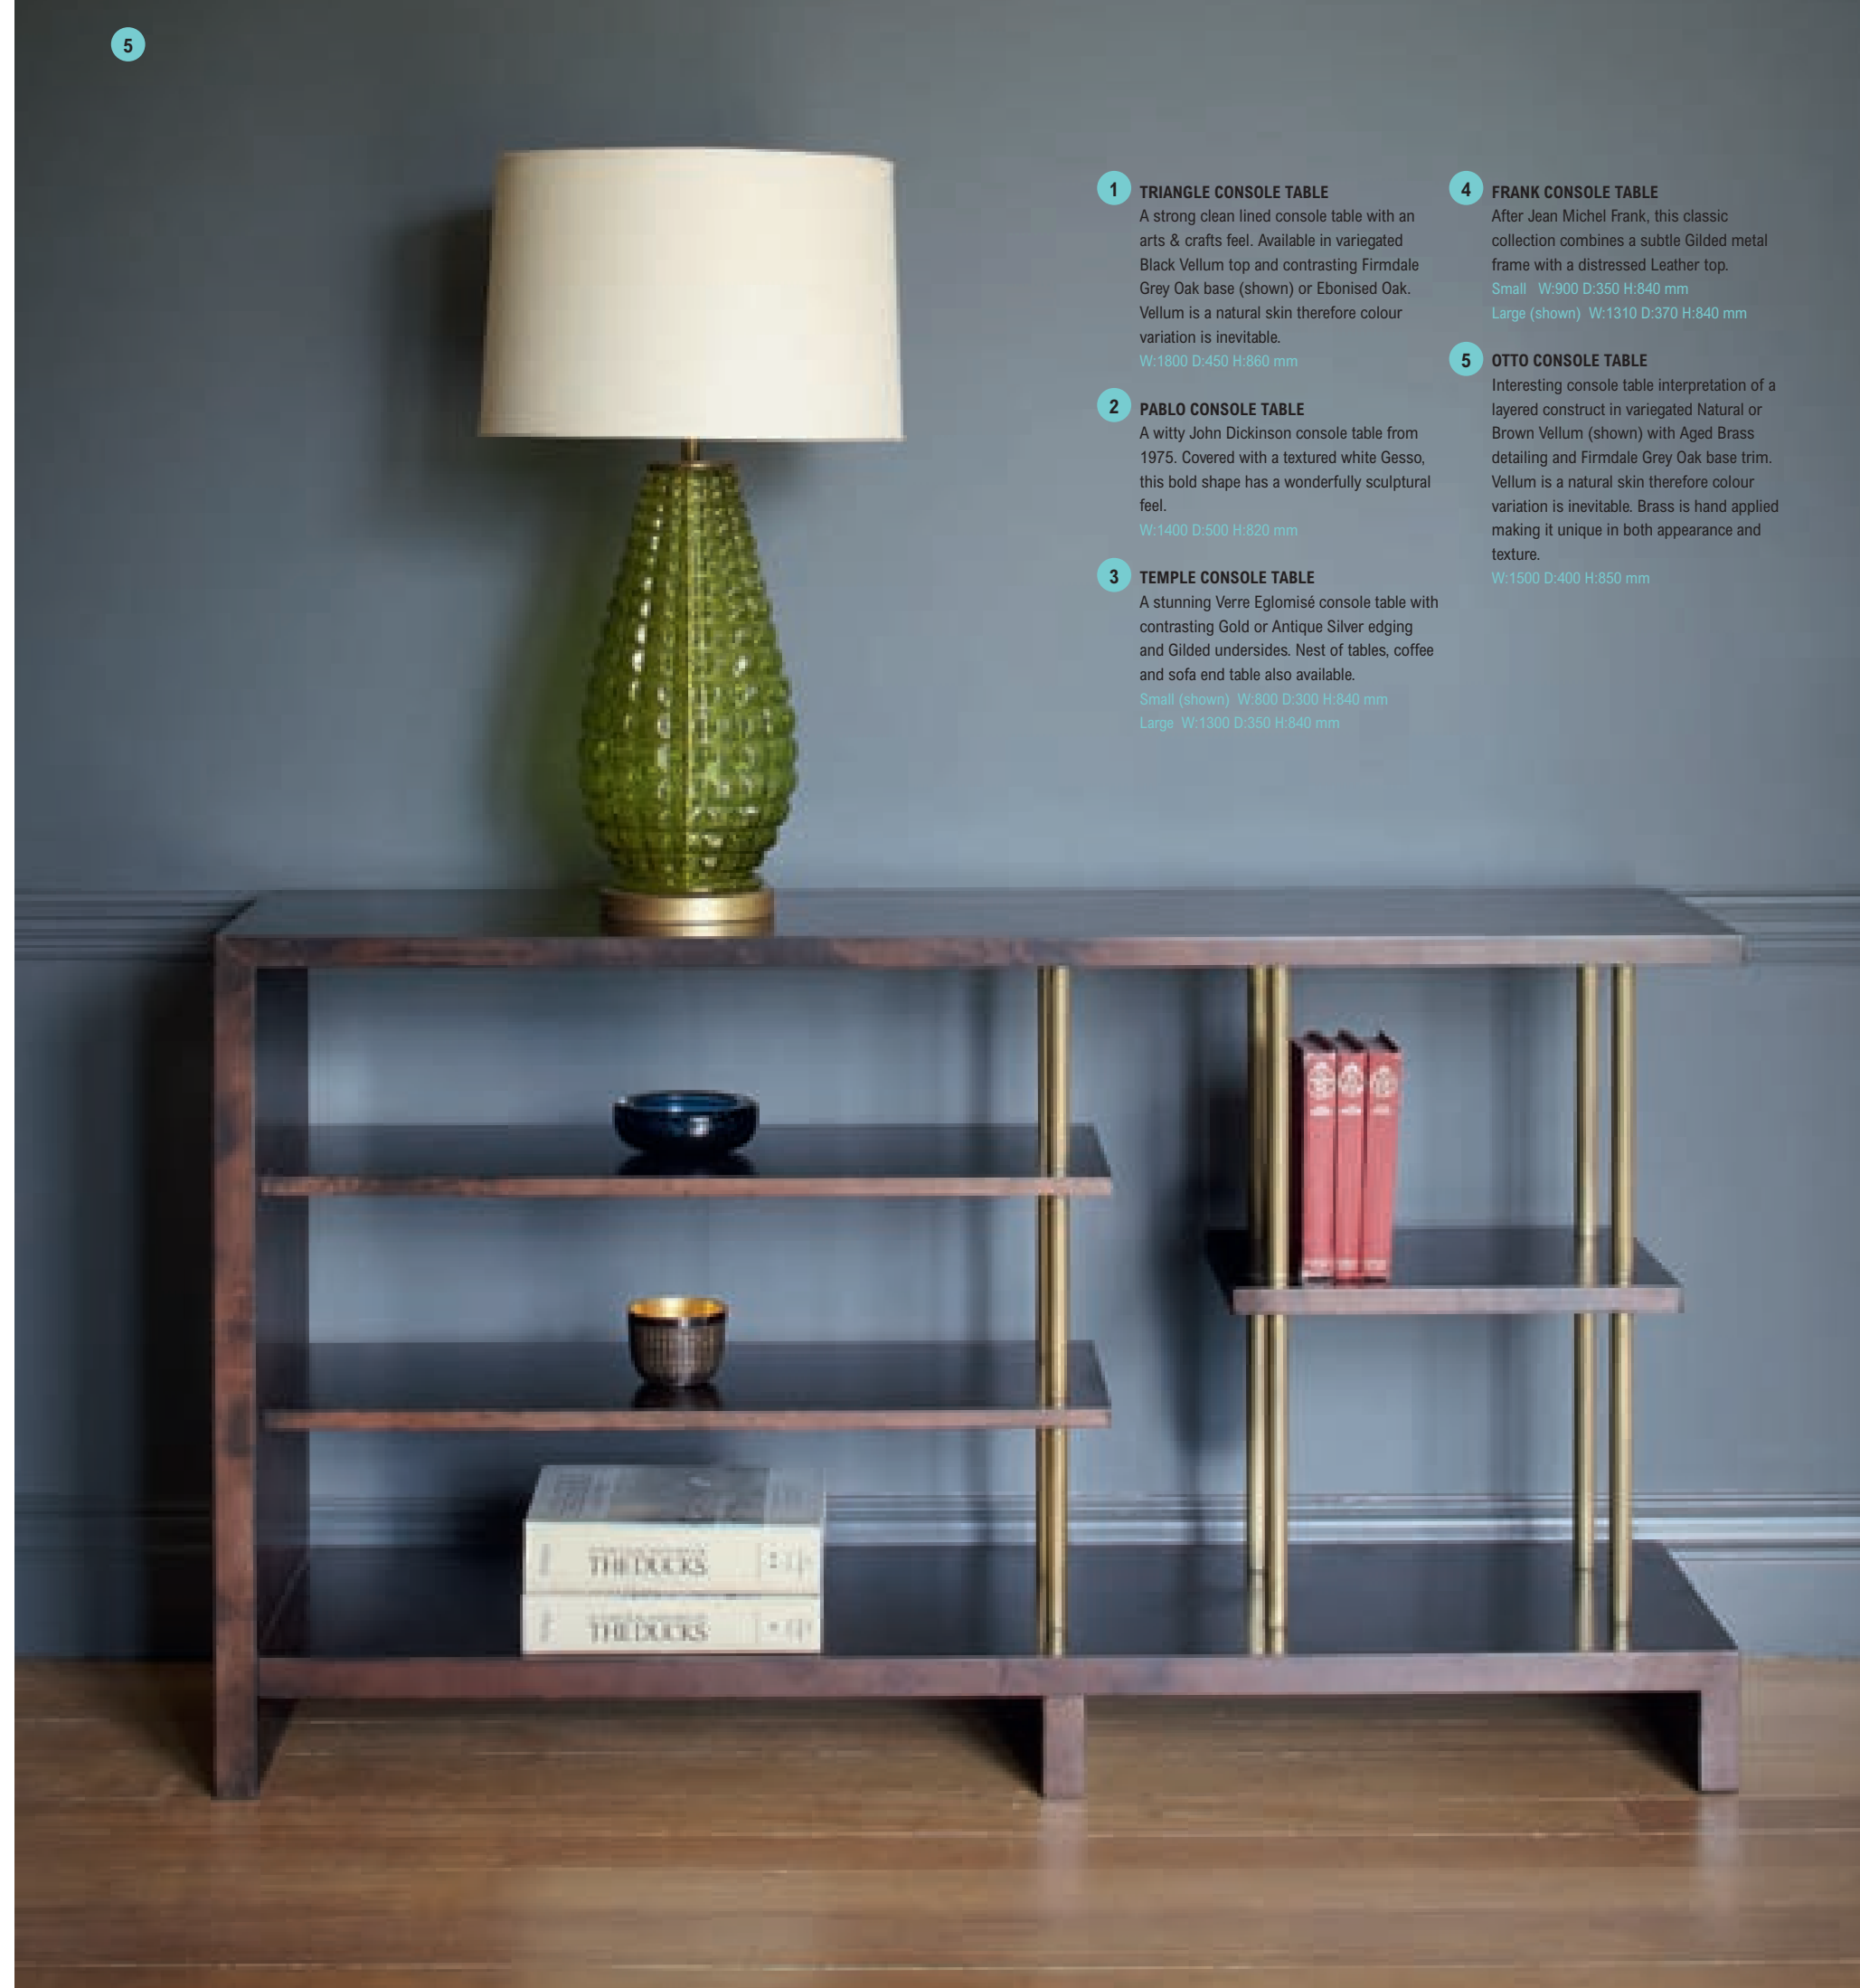 5
1 TRIANGLE CONSOLE TABLE
A strong clean lined console table with an
arts & crafts feel. Available in variegated
Black Vellum top and contrasting Firmdale
Grey Oak base (shown) or Ebonised Oak.
Vellum is a natural skin therefore colour
variation is inevitable.
W:1800 D:450 H:860 mm
2 PABLO CONSOLE TABLE
A witty John Dickinson console table from
1975. Covered with a textured white Gesso,
this bold shape has a wonderfully sculptural
feel.
W:1400 D:500 H:820 mm
3 TEMPLE CONSOLE TABLE
A stunning Verre Eglomisé console table with
contrasting Gold or Antique Silver edging
and Gilded undersides. Nest of tables, coffee
and sofa end table also available.
Small (shown) W:800 D:300 H:840 mm
Large W:1300 D:350 H:840 mm
4 FRANK CONSOLE TABLE
After Jean Michel Frank, this classic
collection combines a subtle Gilded metal
frame with a distressed Leather top.
Small W:900 D:350 H:840 mm
Large (shown) W:1310 D:370 H:840 mm
5 OTTO CONSOLE TABLE
Interesting console table interpretation of a
layered construct in variegated Natural or
Brown Vellum (shown) with Aged Brass
detailing and Firmdale Grey Oak base trim.
Vellum is a natural skin therefore colour
variation is inevitable. Brass is hand applied
making it unique in both appearance and
texture.
W:1500 D:400 H:850 mm
THE DUCKS
THE DUCKS